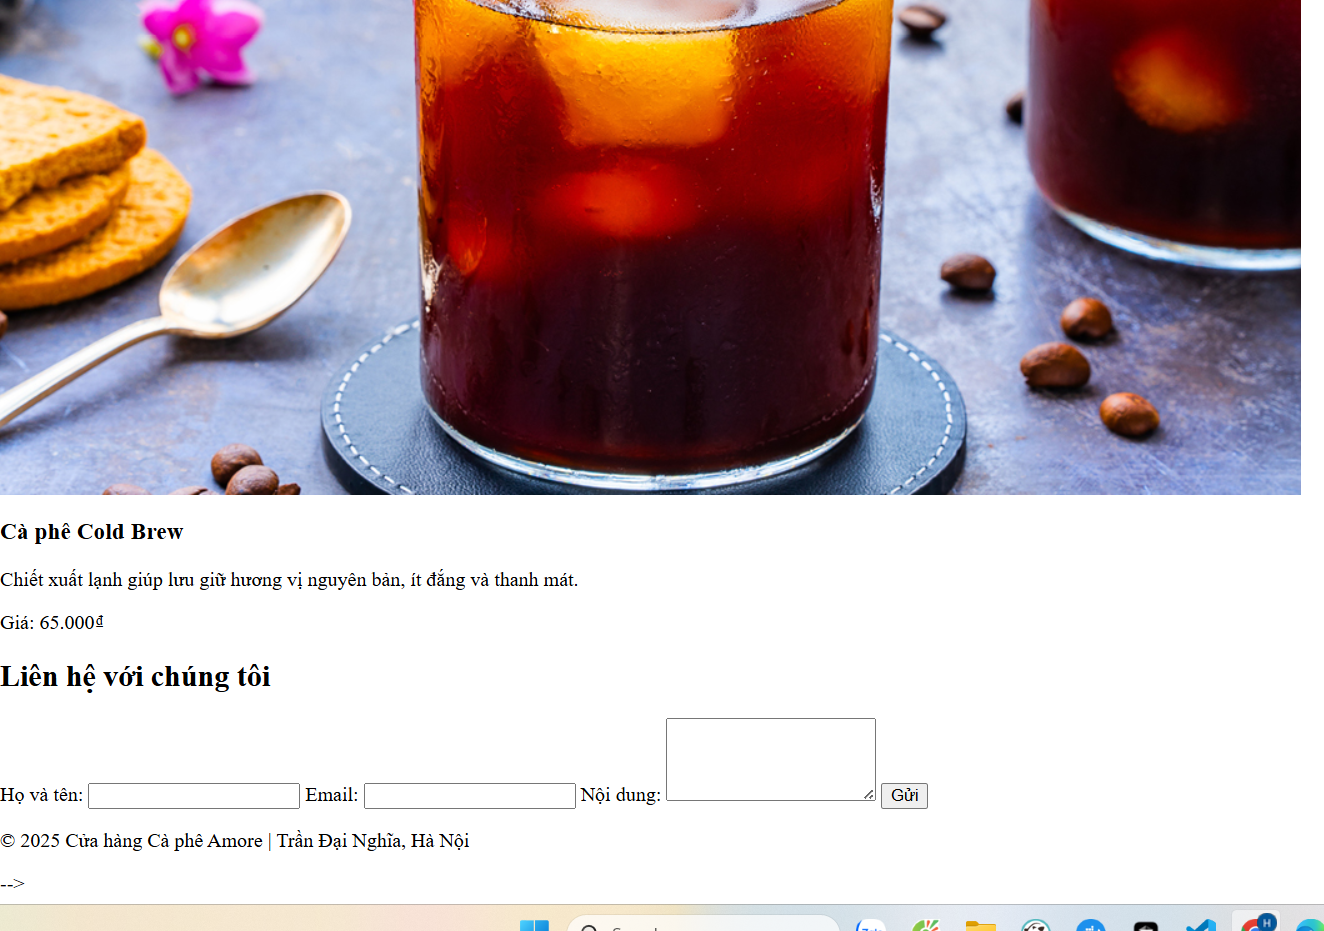 Cà phê Cold Brew
Chiết xuất lạnh giúp lưu giữ hương vị nguyên bản, ít đắng và thanh mát.
Giá: 65.000₫
Liên hệ với chúng tôi
Họ và tên: Email: Nội dung: Gửi
© 2025 Cửa hàng Cà phê Amore | Trần Đại Nghĩa, Hà Nội
-->
H